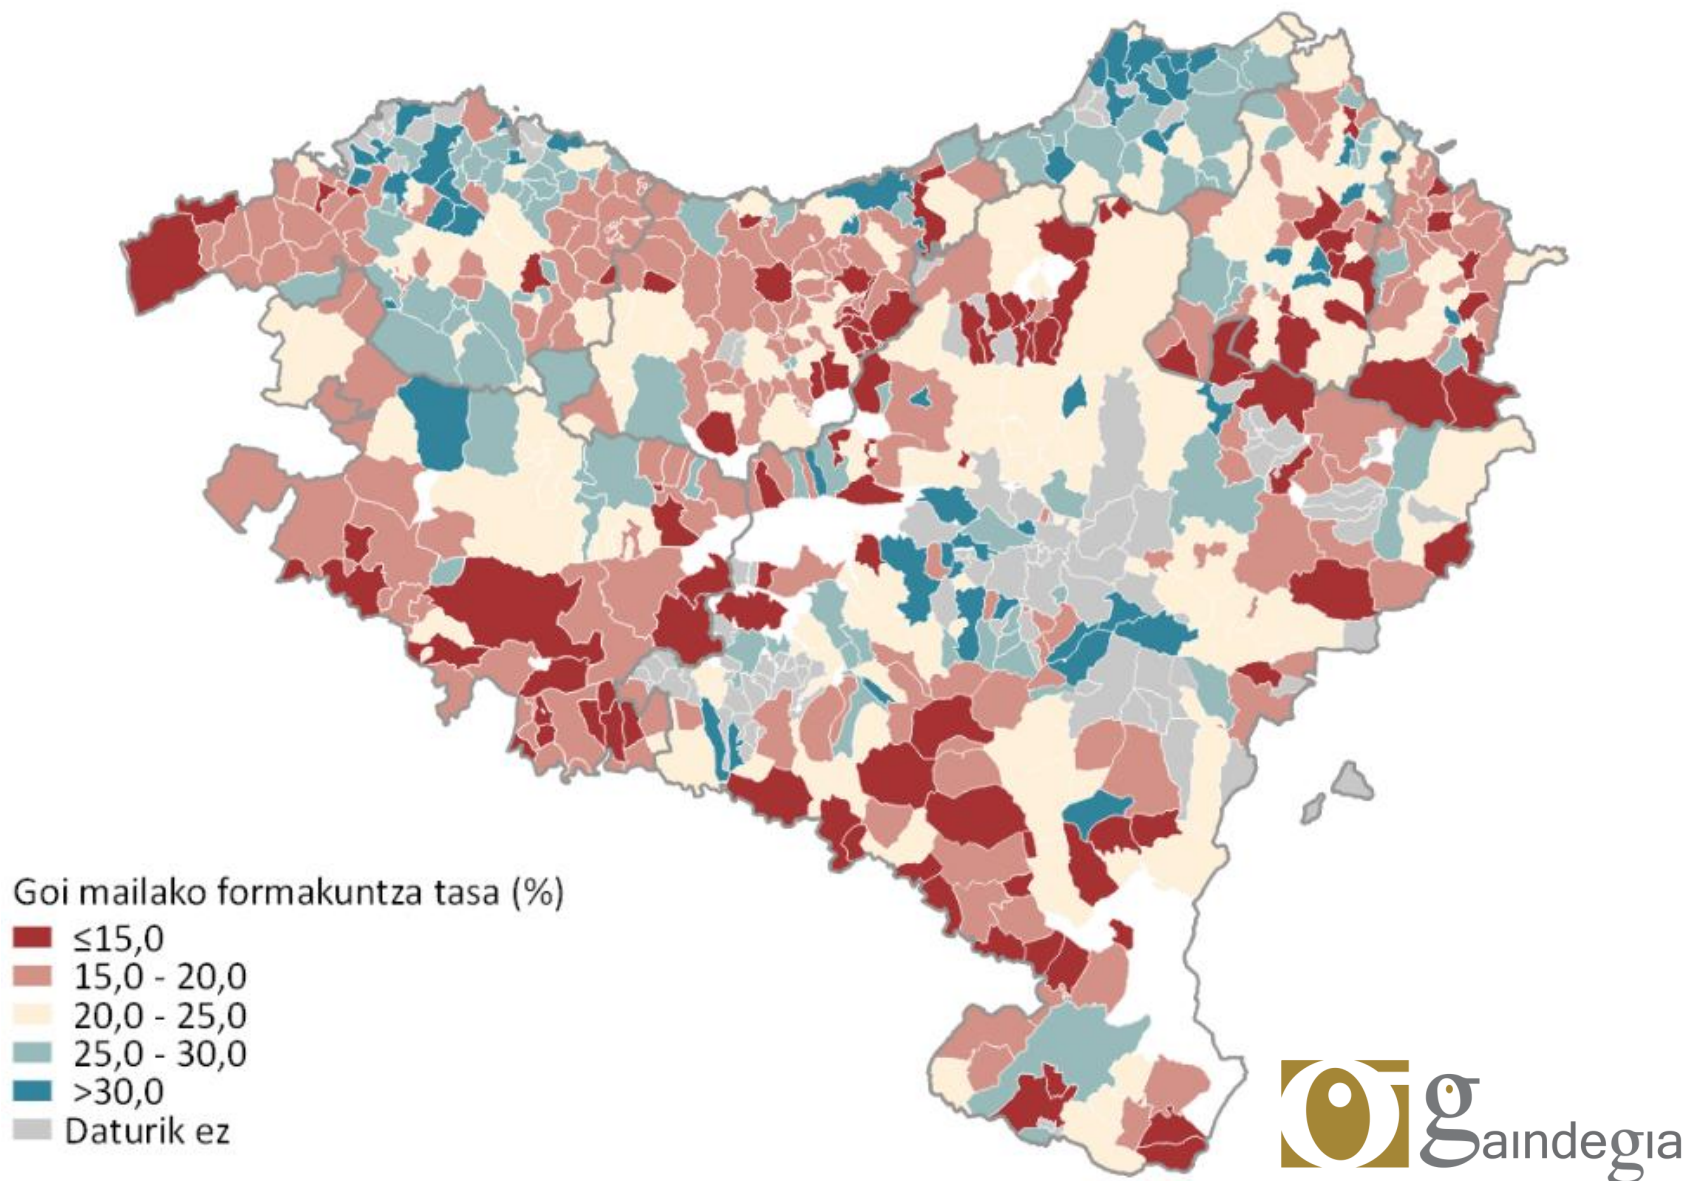 Goi mailako formakuntza tasa (%)
≤15,0
15,0 - 20,0
20,0 - 25,0
25,0 - 30,0
>30,0
Daturik ez
gaindegia